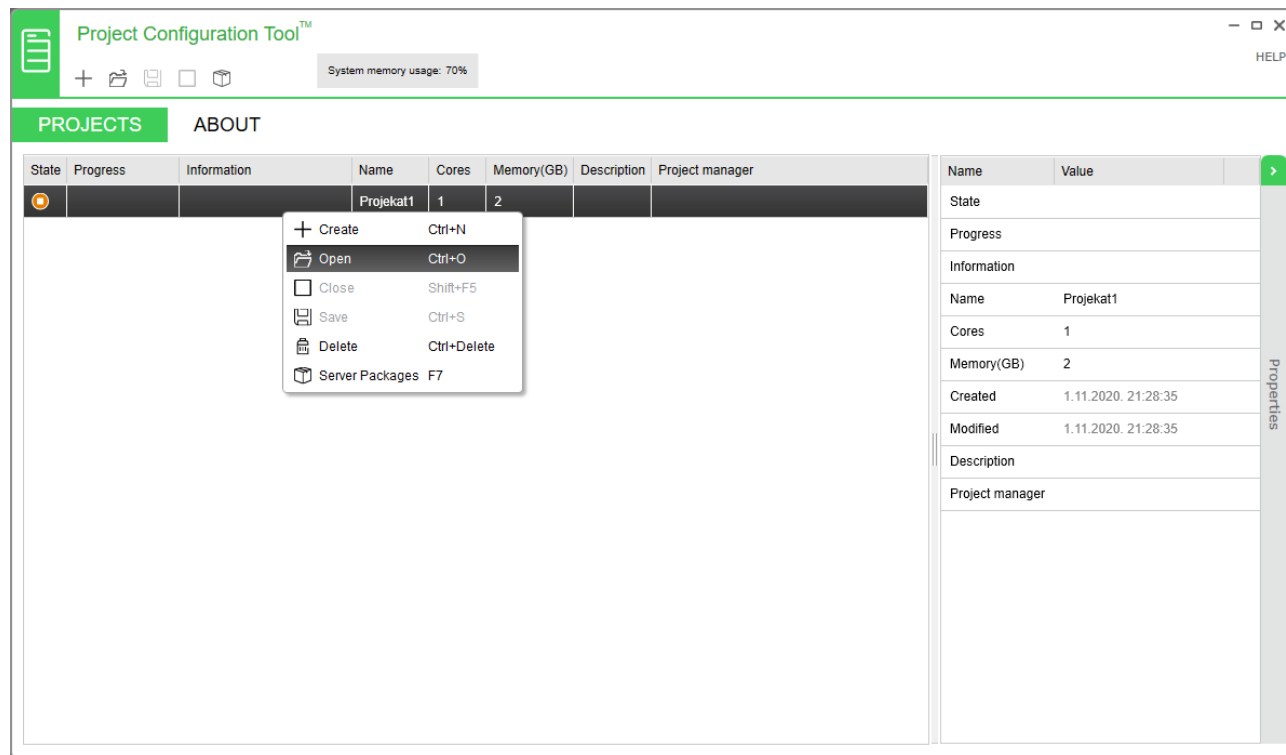 Project Configuration Tool™
HELP
System memory usage: 70%
PROJECTS ABOUT
State Progress Information Name Cores Memory(GB) Description Project manager
Projekat1 1 2
Create Ctrl+N
Open Ctrl+O
Close Shift+F5
Save Ctrl+S
Delete Ctrl+Delete
Server Packages F7
Name Value
State
Progress
Information
Name Projekat1
Cores 1
Memory(GB) 2
Created 1.11.2020. 21:28:35
Modified 1.11.2020. 21:28:35
Description
Project manager
Properties